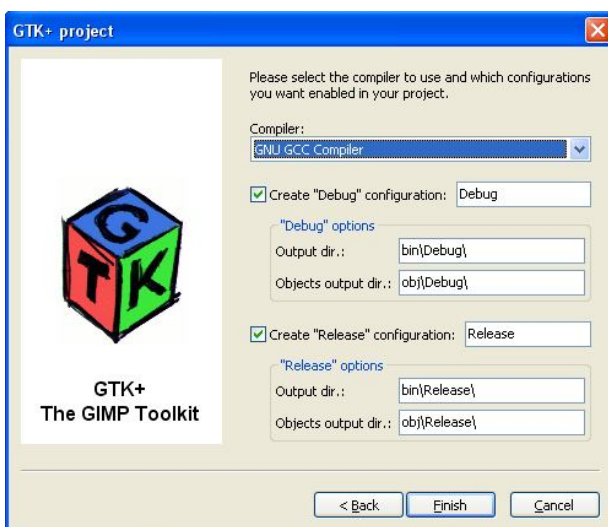 GTK+ project
Please select the compiler to use and which configurations
you want enabled in your project.
Compiler:
GNU GCC Compiler
Create "Debug" configuration: Debug
"Debug" options
Output dir.: bin\Debug\
Objects output dir.: obj\Debug\
Create "Release" configuration: Release
"Release" options
Output dir.: bin\Release\
Objects output dir.: obj\Release\
G
T K
GTK+
The GIMP Toolkit
< Back Finish Cancel